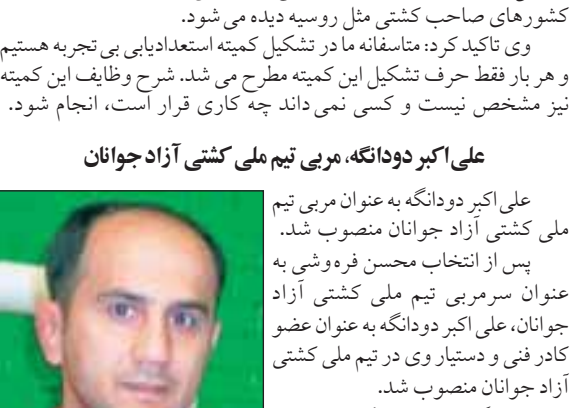 کشورهای صاحب کشتی مثل روسیه دیده می‌شود.
وی تاکید کرد: متاسفانه ما در تشکیل کمیته استعدادیابی بی تجربه هستیم
و هر بار فقط حرف تشکیل این کمیته مطرح می شد. شرح وظایف این کمیته
نیز مشخص نیست و کسی نمی داند چه کاری قرار است، انجام شود.
علی‌اکبر دودانگه، مربی تیم ملی کشتی آزاد جوانان
علی‌اکبر دودانگه به عنوان مربی تیم
ملی کشتی آزاد جوانان منصوب شد.
پس از انتخاب محسن فره‌وشی به
عنوان سرمربی تیم ملی کشتی آزاد
جوانان، علی اکبر دودانگه به عنوان عضو
کادر فنی و دستیار وی در تیم ملی کشتی
آزاد جوانان منصوب شد.